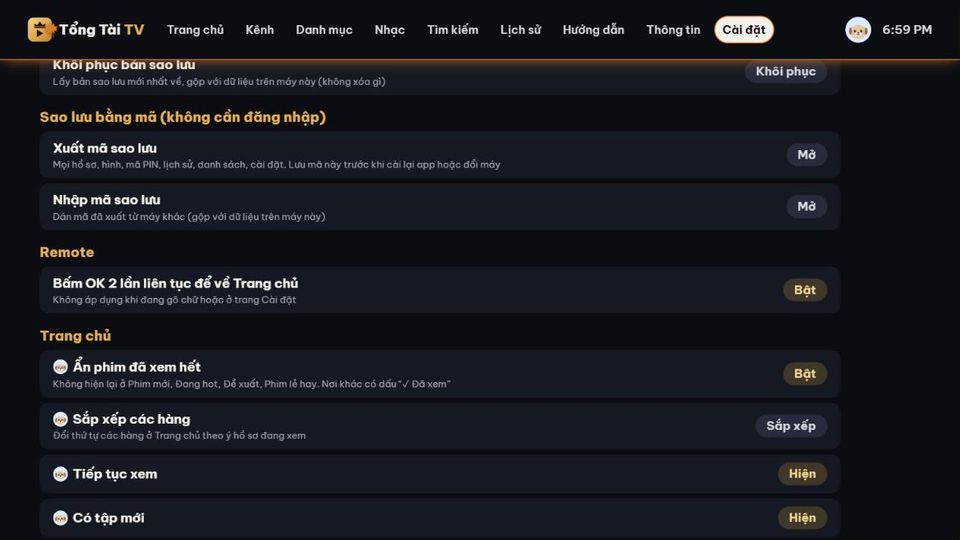 Tổng Tài TV
Trang chủ
Kênh
Danh mục
Nhạc
Tìm kiếm
Lịch sử
Hướng dẫn
Thông tin
Cài đặt
6:59 PM
Khôi phục bản sao lưu
Lấy bản sao lưu mới nhất về, gộp với dữ liệu trên máy này (không xóa gì)
Khôi phục
Sao lưu bằng mã (không cần đăng nhập)
Xuất mã sao lưu
Mọi hồ sơ, hình, mã PIN, lịch sử, danh sách, cài đặt. Lưu mã này trước khi cài lại app hoặc đổi máy
Mở
Nhập mã sao lưu
Dán mã đã xuất từ máy khác (gộp với dữ liệu trên máy này)
Mở
Remote
Bấm OK 2 lần liên tục để về Trang chủ
Không áp dụng khi đang gõ chữ hoặc ở trang Cài đặt
Bật
Trang chủ
Ẩn phim đã xem hết
Không hiện lại ở Phim mới, Đang hot, Đề xuất, Phim lẻ hay. Nơi khác có dấu "✓ Đã xem"
Bật
Sắp xếp các hàng
Đổi thứ tự các hàng ở Trang chủ theo ý hồ sơ đang xem
Sắp xếp
Tiếp tục xem
Hiện
Có tập mới
Hiện